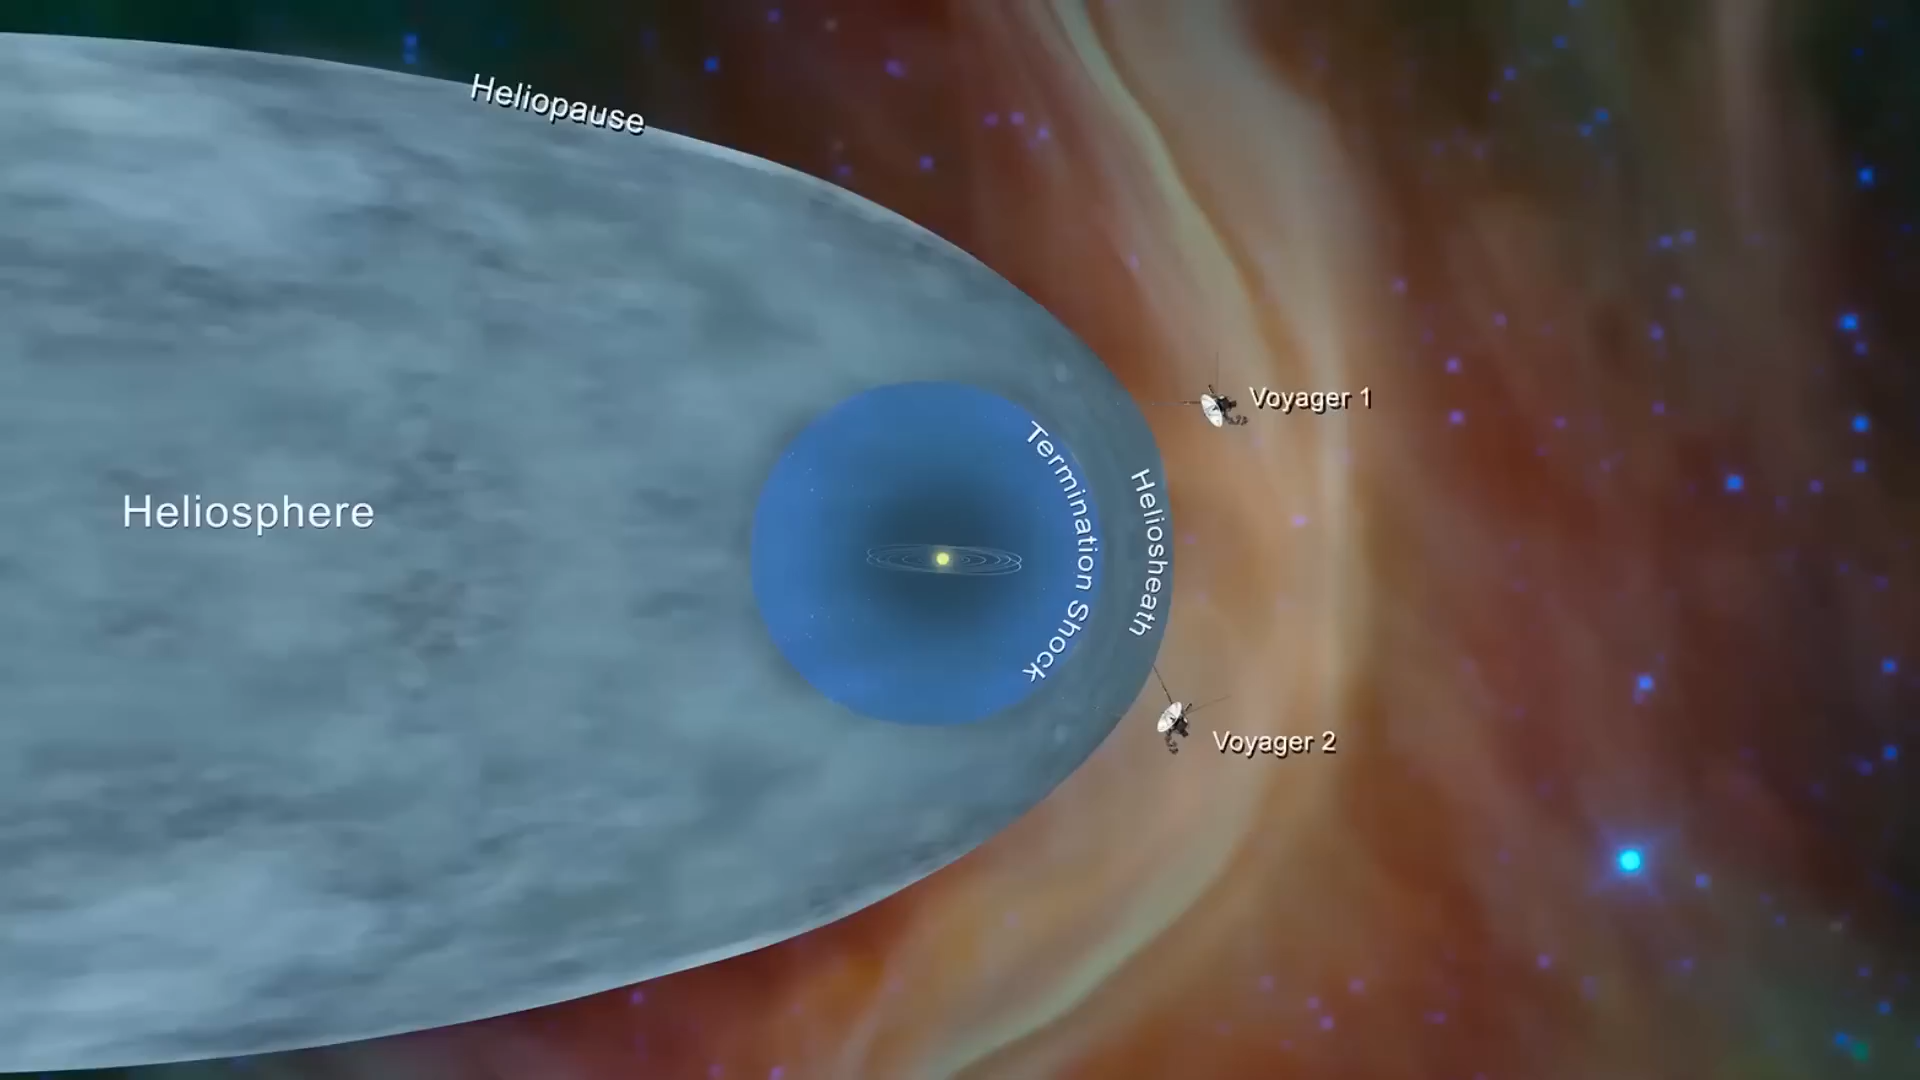 Heliopause
Voyager 1
Termination Shock
Heliosheath
Heliosphere
Voyager 2